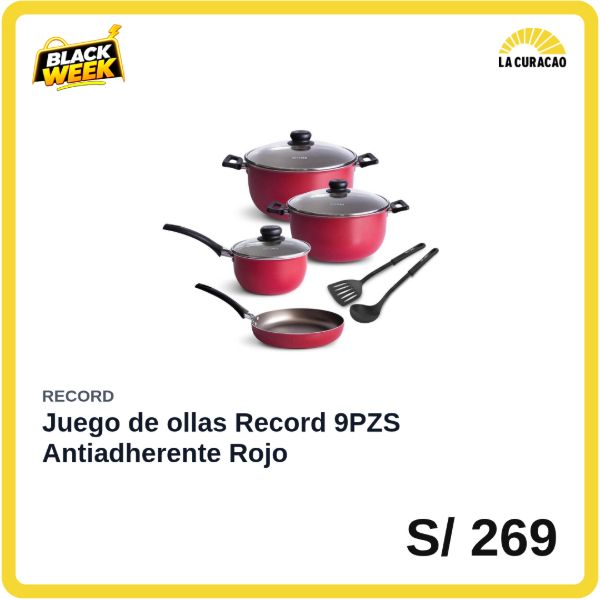 BLACK
WEEK
LA CURACAO
RECORD
Juego de ollas Record 9PZS
Antiadherente Rojo
S/ 269